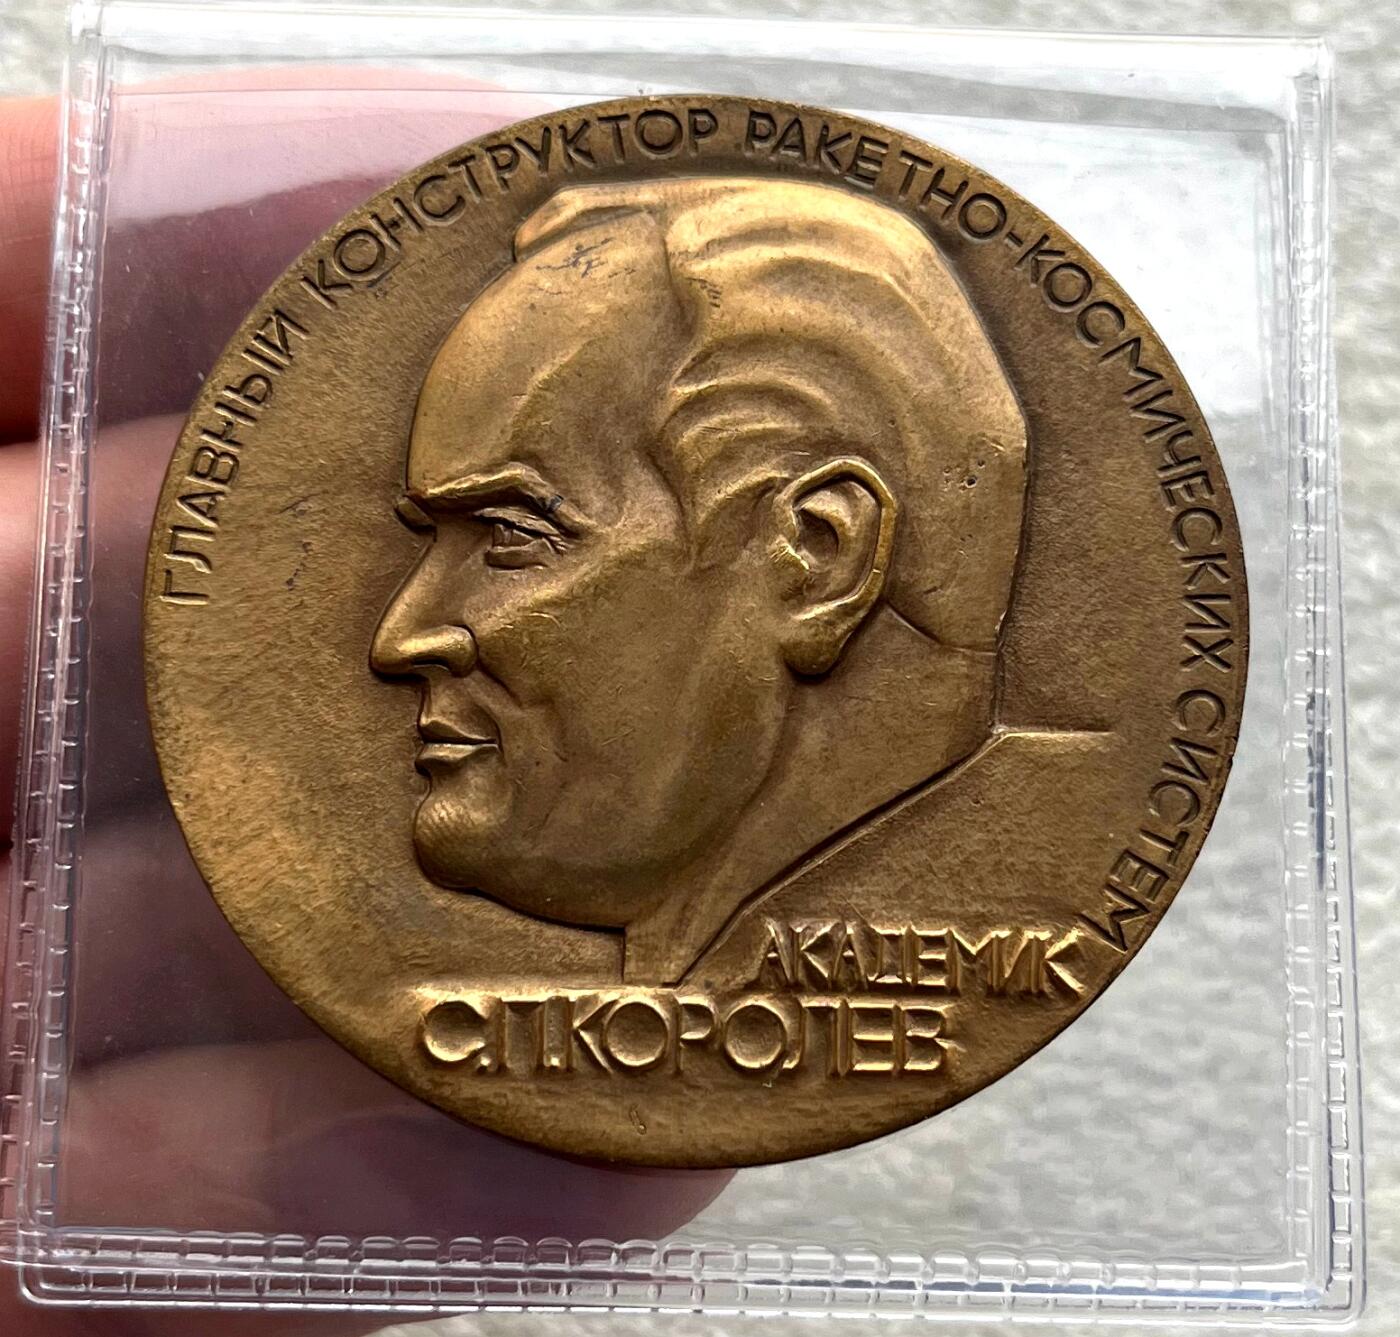 ГЛАВНЫЙ КОНСТРУКТОР РАКЕТНО-КОСМИЧЕСКИХ СИСТЕМ
АКАДЕМИК
С.П.КОРОЛЕВ